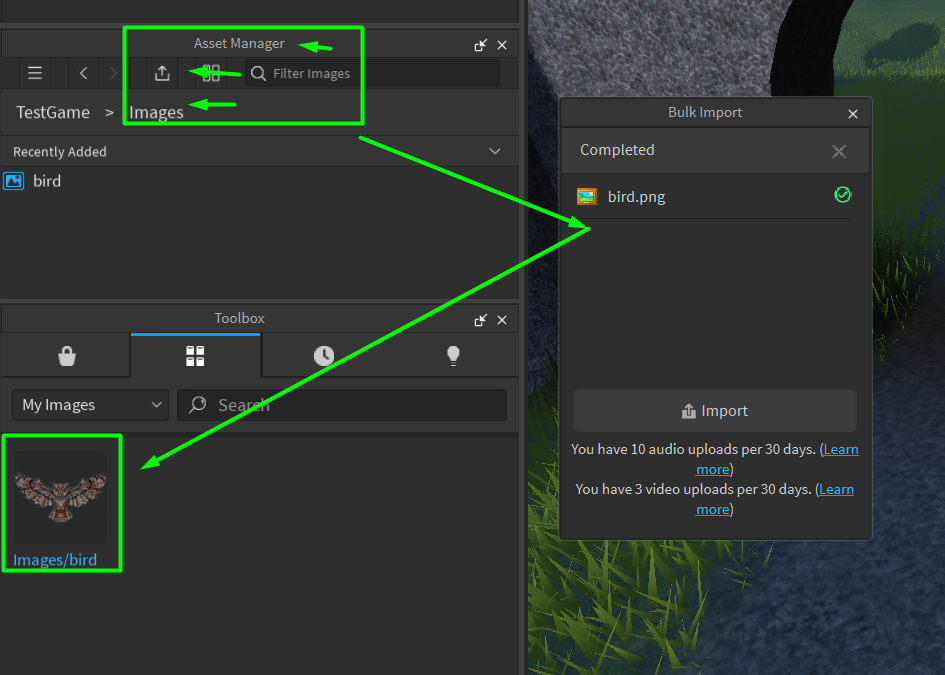 Asset Manager
Filter Images
TestGame > Images
Recently Added
bird
Toolbox
My Images
Search
Images/bird
Bulk Import
Completed
bird.png
Import
You have 10 audio uploads per 30 days. (Learn
more)
You have 3 video uploads per 30 days. (Learn
more)